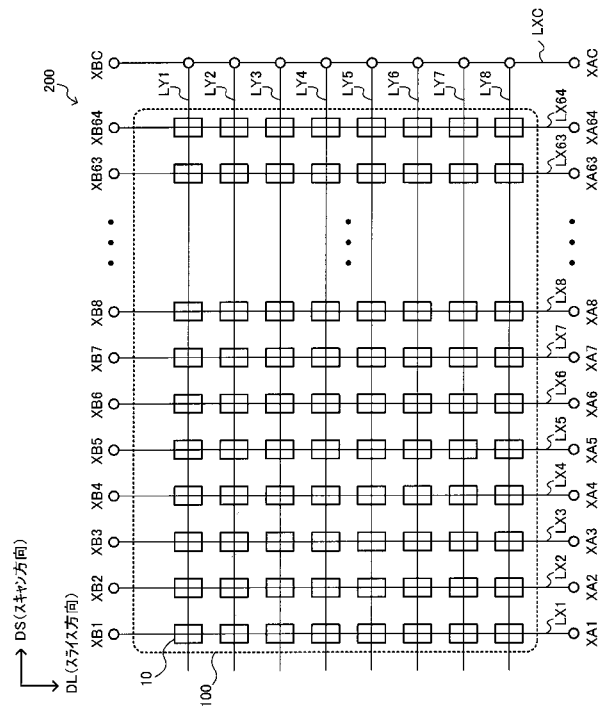 DS(スキャン方向)
DL(スライス方向)
200
XB1 XB2 XB3 XB4 XB5 XB6 XB7 XB8 XB63 XB64 XBC
10
LY1
LY2
LY3
LY4
LY5
LY6
LY7
LY8
100
LX1 LX2 LX3 LX4 LX5 LX6 LX7 LX8 LX63 LX64 LXC
XA1 XA2 XA3 XA4 XA5 XA6 XA7 XA8 XA63 XA64 XAC